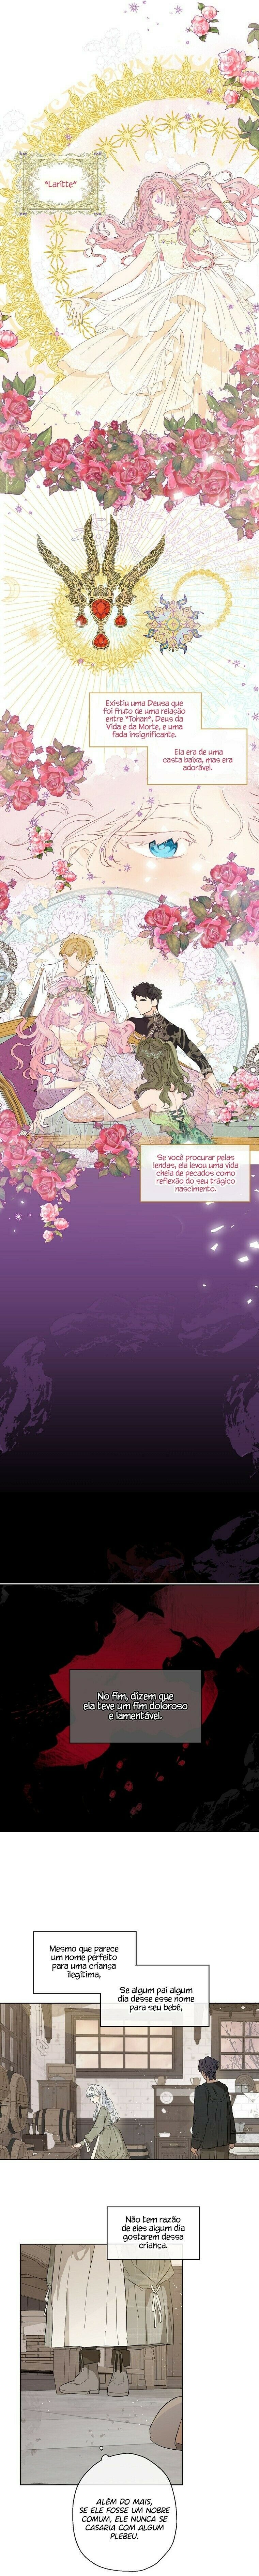 "Laritte"
Existiu uma Deusa que
foi fruto de uma relação
entre "Tohan", Deus da
Vida e da Morte, e uma
fada insignificante.
Ela era de uma
casta baixa, mas era
adorável.
Se você procurar pelas
lendas, ela levou uma vida
cheia de pecados como
reflexão do seu trágico
nascimento.
No fim, dizem que
ela teve um fim doloroso
e lamentável.
Mesmo que parece
um nome perfeito
para uma criança
ilegítima,
Se algum pai algum
dia desse esse nome
para seu bebê,
Não tem razão
de eles algum dia
gostarem dessa
criança.
ALÉM DO MAIS,
SE ELE FOSSE UM NOBRE
COMUM, ELE NUNCA SE
CASARIA COM ALGUM
PLEBEU.